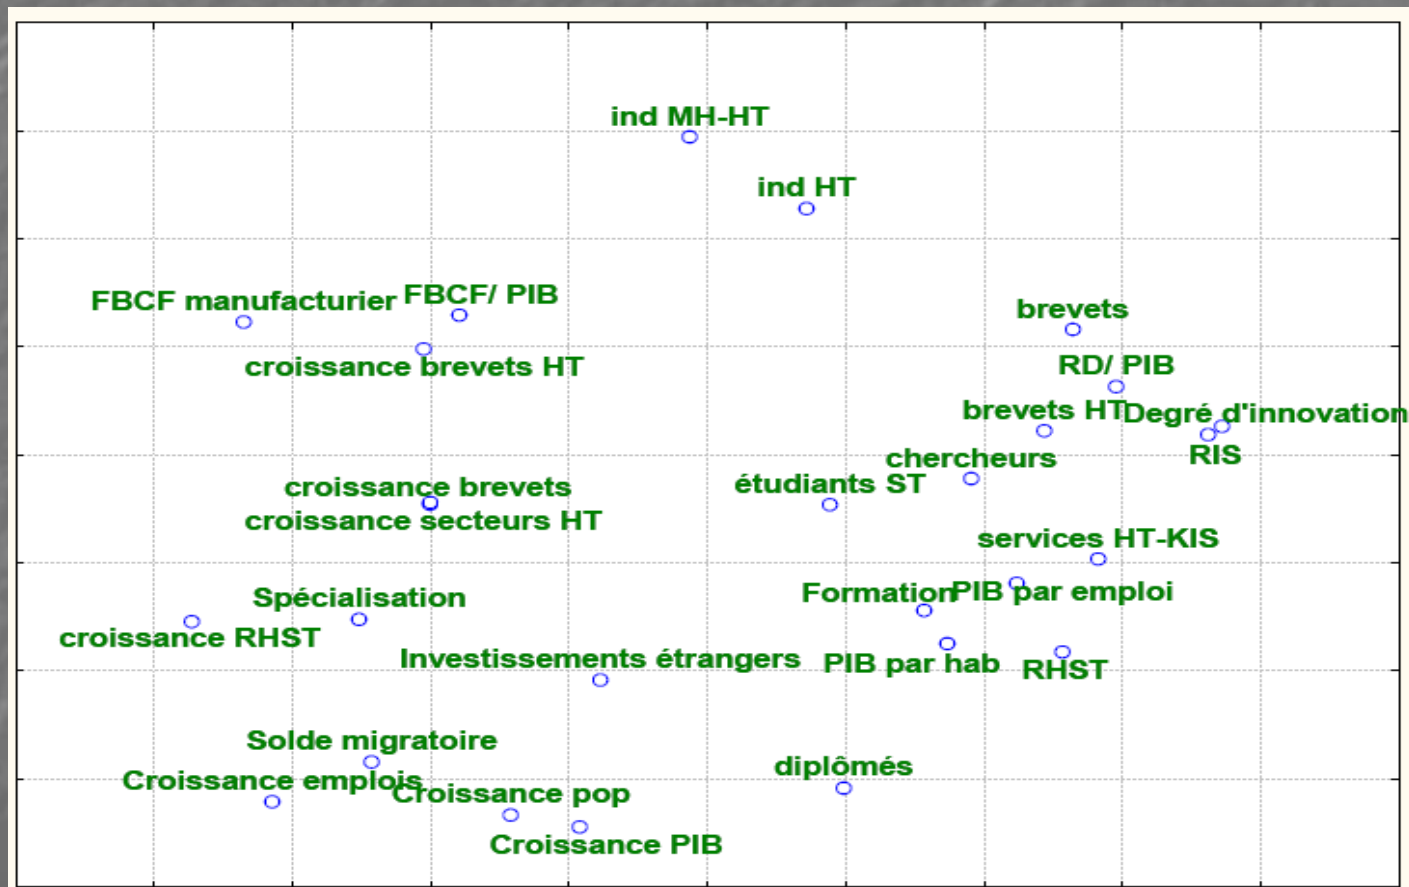 ind MH-HT
ind HT
FBCF manufacturier
FBCF/ PIB
brevets
croissance brevets HT
RD/ PIB
brevets HT
Degré d'innovation
RIS
chercheurs
étudiants ST
croissance brevets
croissance secteurs HT
services HT-KIS
Formation
PIB par emploi
Spécialisation
croissance RHST
Investissements étrangers
PIB par hab
RHST
Solde migratoire
diplômés
Croissance emplois
Croissance pop
Croissance PIB